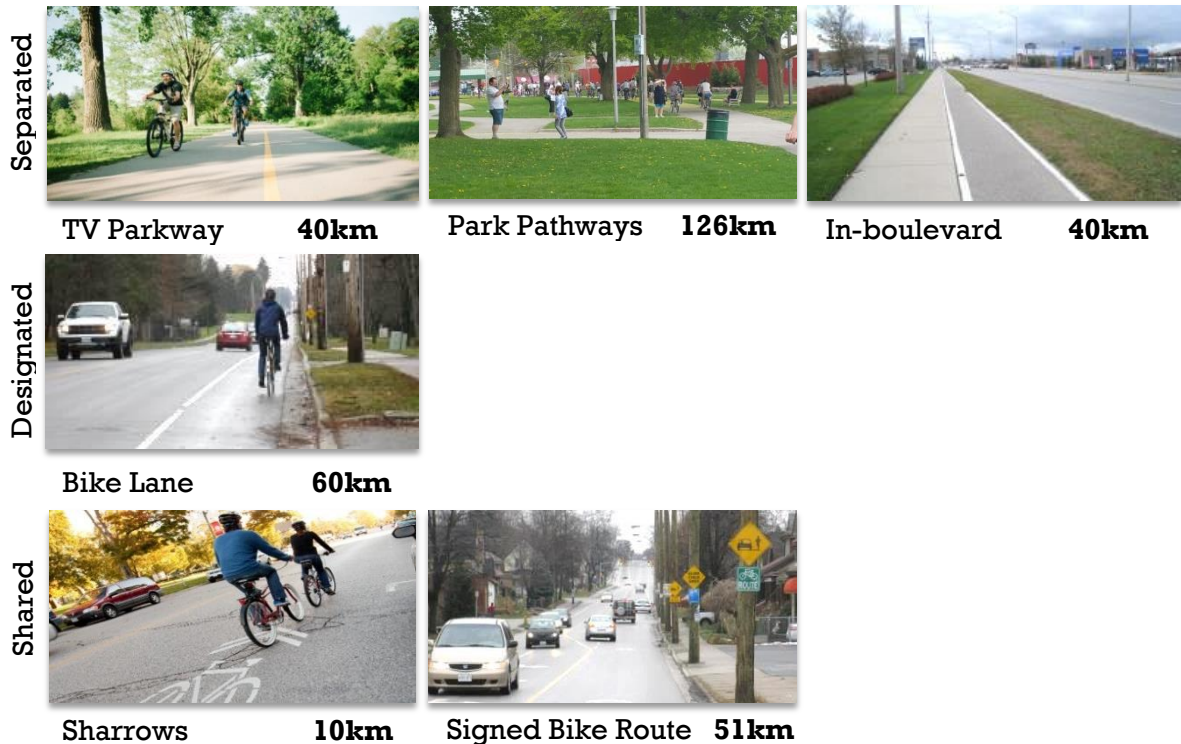 Separated
TV Parkway 40km
Park Pathways 126km
In-boulevard 40km
Designated
Bike Lane 60km
Shared
ROUTE
Sharrows 10km
Signed Bike Route 51km